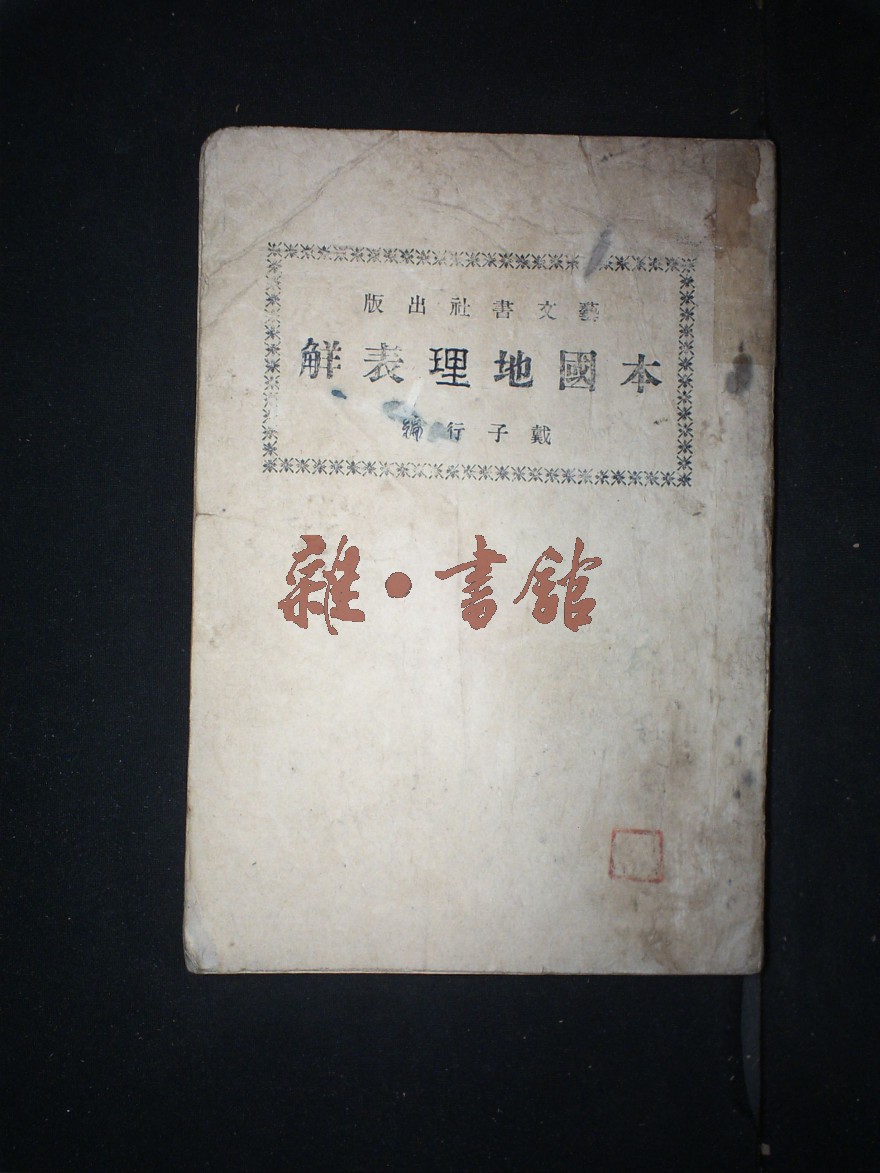 藝文書社出版
本國地理表解
戴子行編
雜·書館